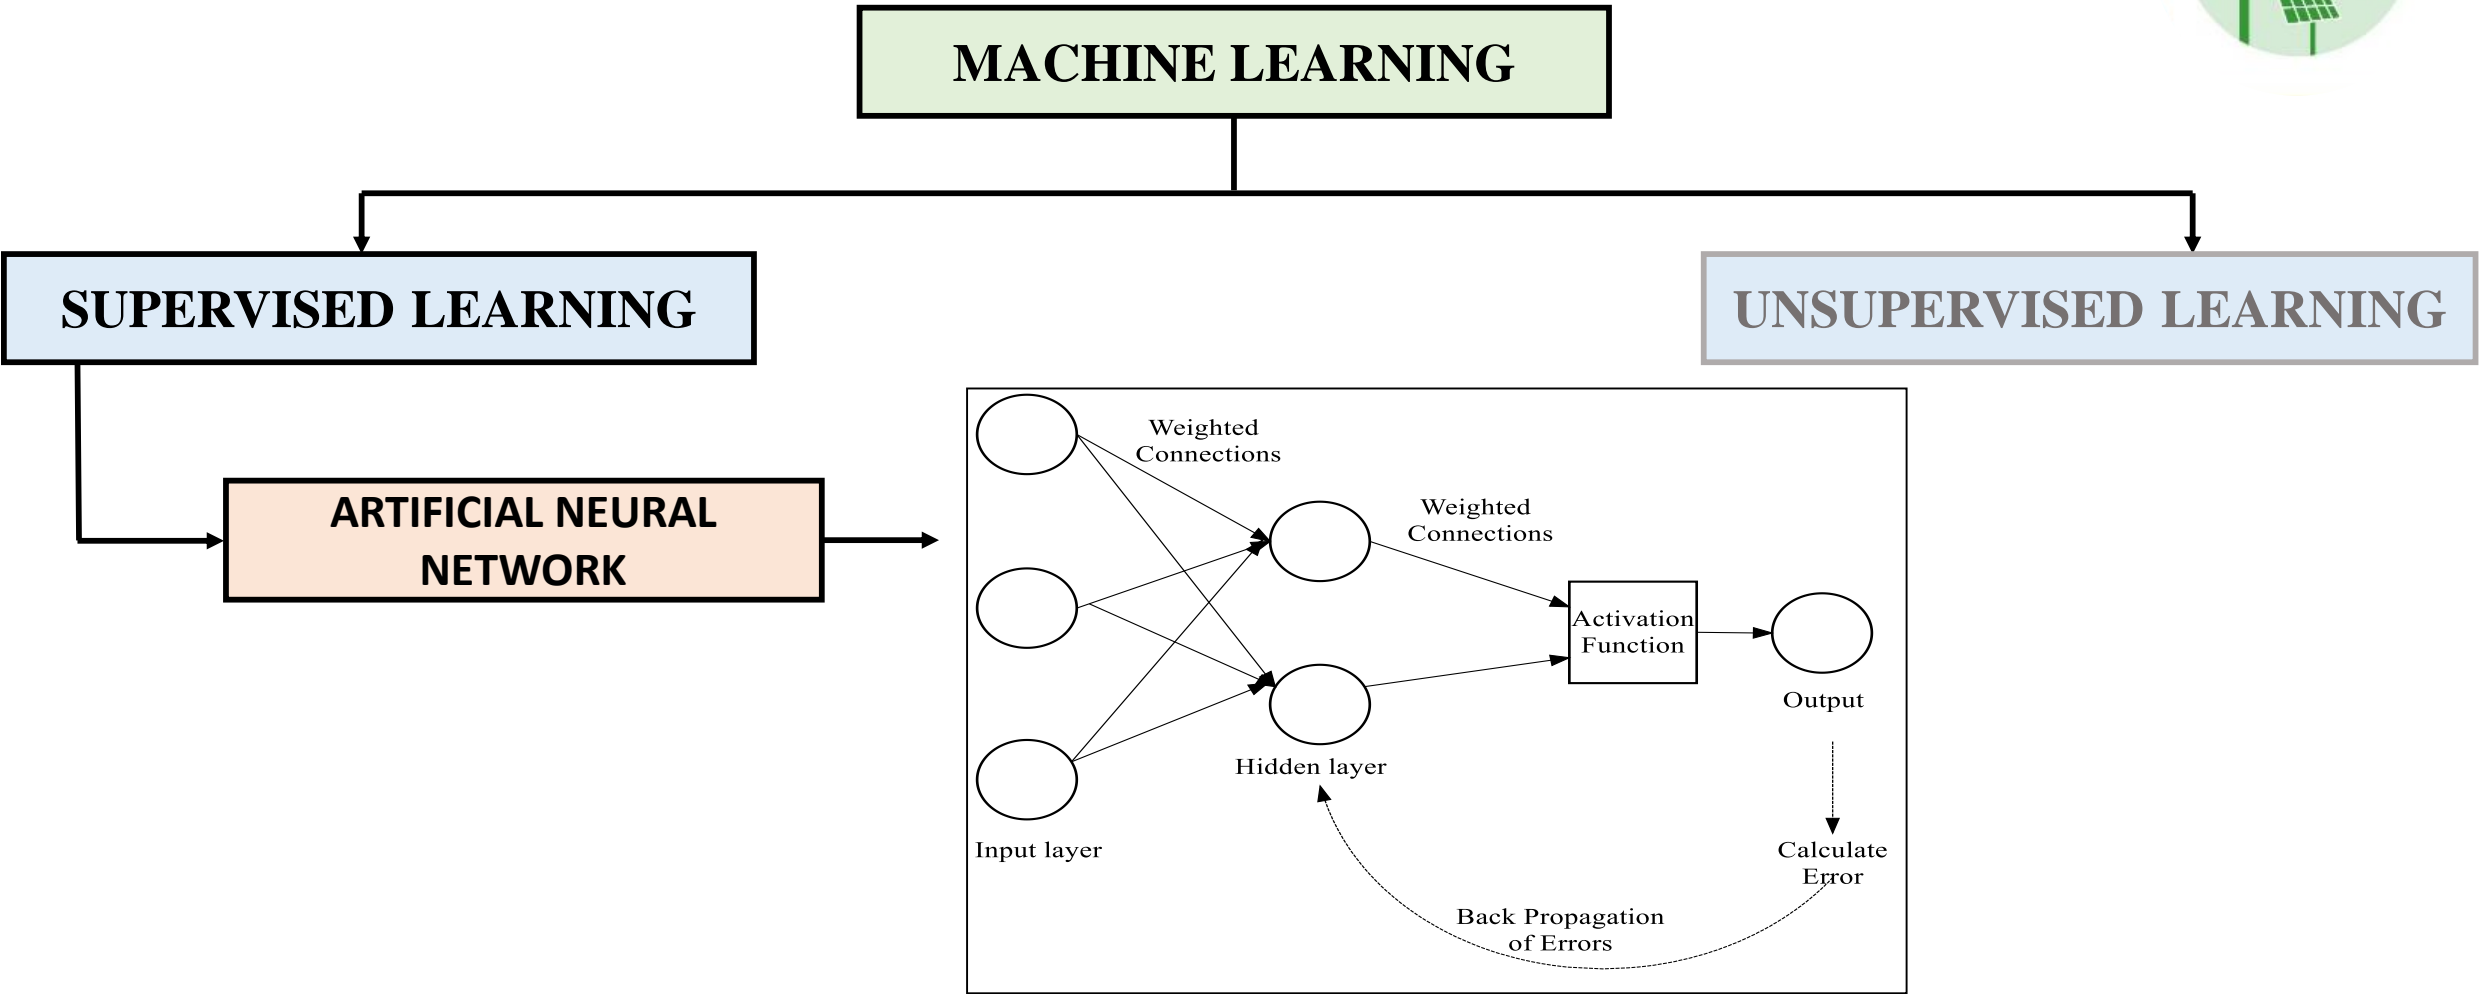 MACHINE LEARNING
SUPERVISED LEARNING
UNSUPERVISED LEARNING
ARTIFICIAL NEURAL
NETWORK
Weighted
Connections
Weighted
Connections
Activation
Function
Output
Hidden layer
Input layer
Calculate
Error
Back Propagation
of Errors